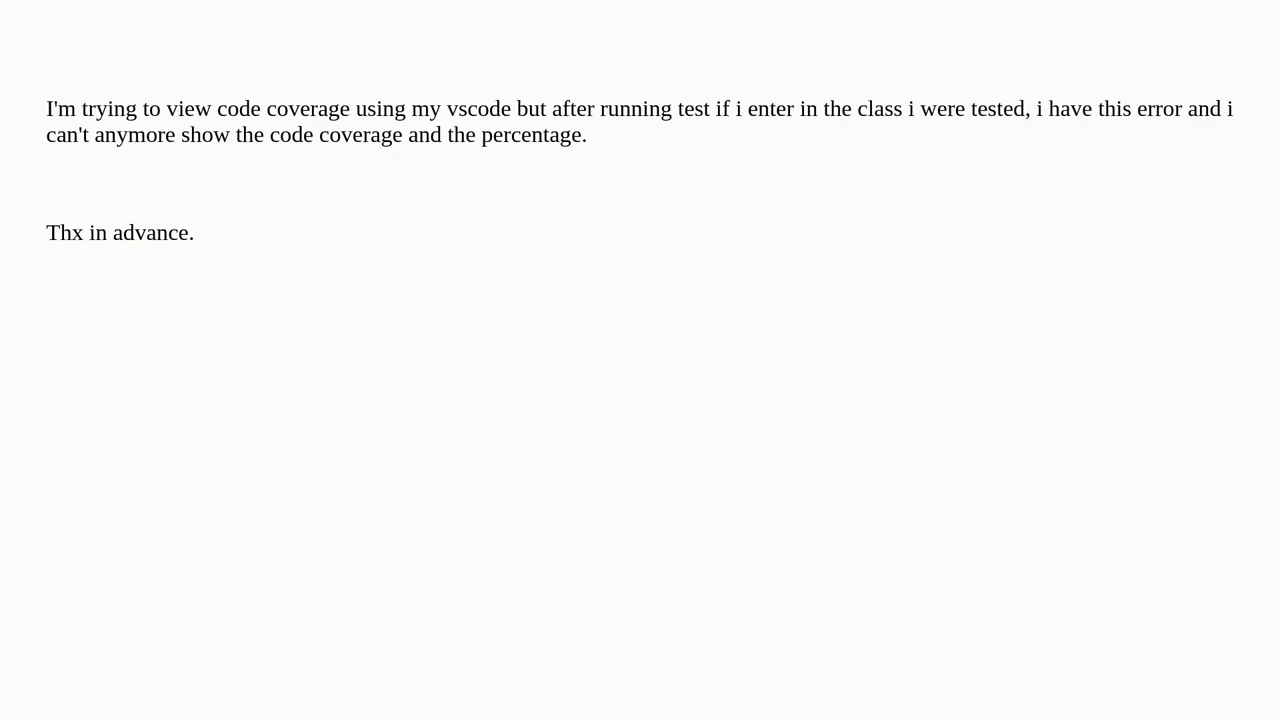 I'm trying to view code coverage using my vscode but after running test if i enter in the class i were tested, i have this error and i
can't anymore show the code coverage and the percentage.
Thx in advance.